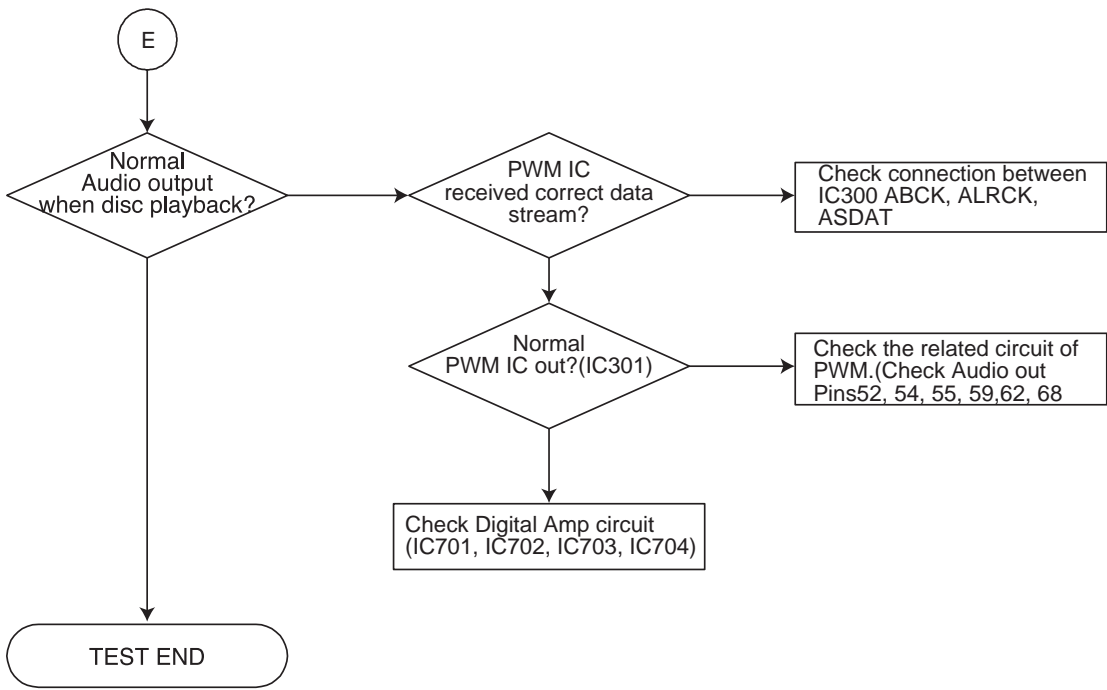 E
Normal
Audio output
when disc playback?
PWM IC
received correct data
stream?
Check connection between
IC300 ABCK, ALRCK,
ASDAT
Normal
PWM IC out?(IC301)
Check the related circuit of
PWM.(Check Audio out
Pins52, 54, 55, 59,62, 68
Check Digital Amp circuit
(IC701, IC702, IC703, IC704)
TEST END